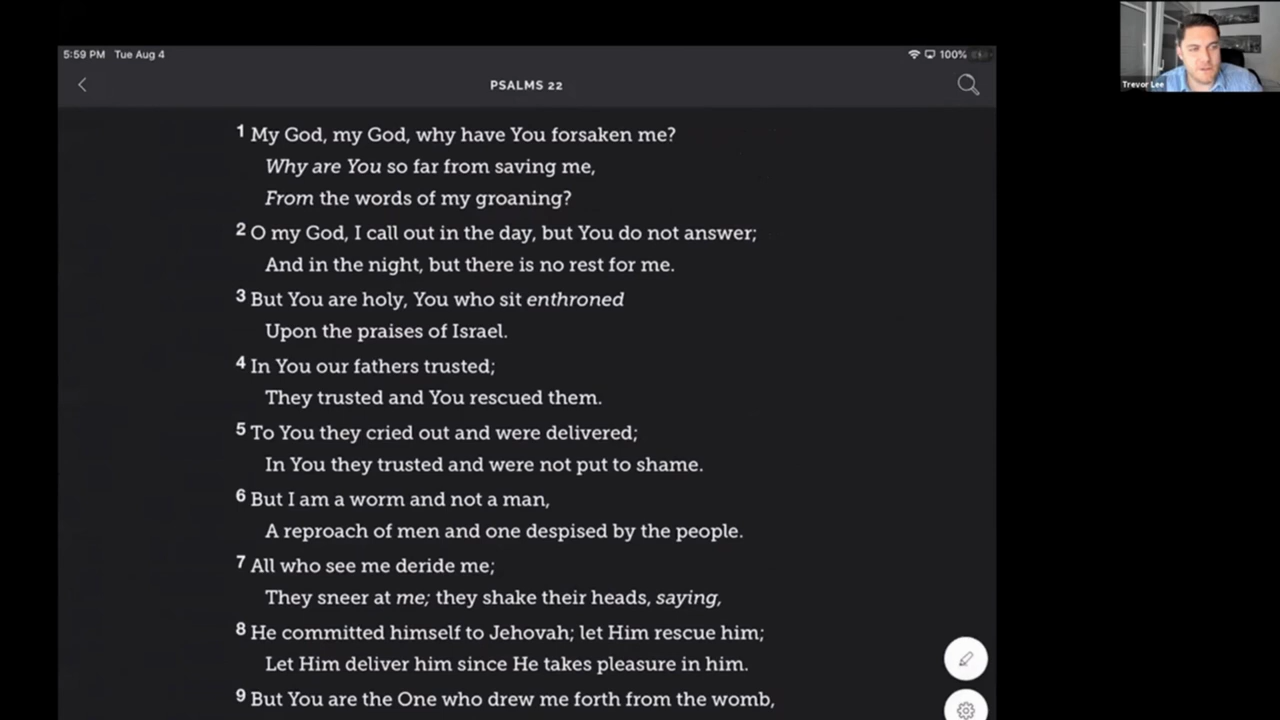 5:59 PM Tue Aug 4
100%
PSALMS 22
Trevor Lee
1 My God, my God, why have You forsaken me?
Why are You so far from saving me,
From the words of my groaning?
2 O my God, I call out in the day, but You do not answer;
And in the night, but there is no rest for me.
3 But You are holy, You who sit enthroned
Upon the praises of Israel.
4 In You our fathers trusted;
They trusted and You rescued them.
5 To You they cried out and were delivered;
In You they trusted and were not put to shame.
6 But I am a worm and not a man,
A reproach of men and one despised by the people.
7 All who see me deride me;
They sneer at me; they shake their heads, saying,
8 He committed himself to Jehovah; let Him rescue him;
Let Him deliver him since He takes pleasure in him.
9 But You are the One who drew me forth from the womb,